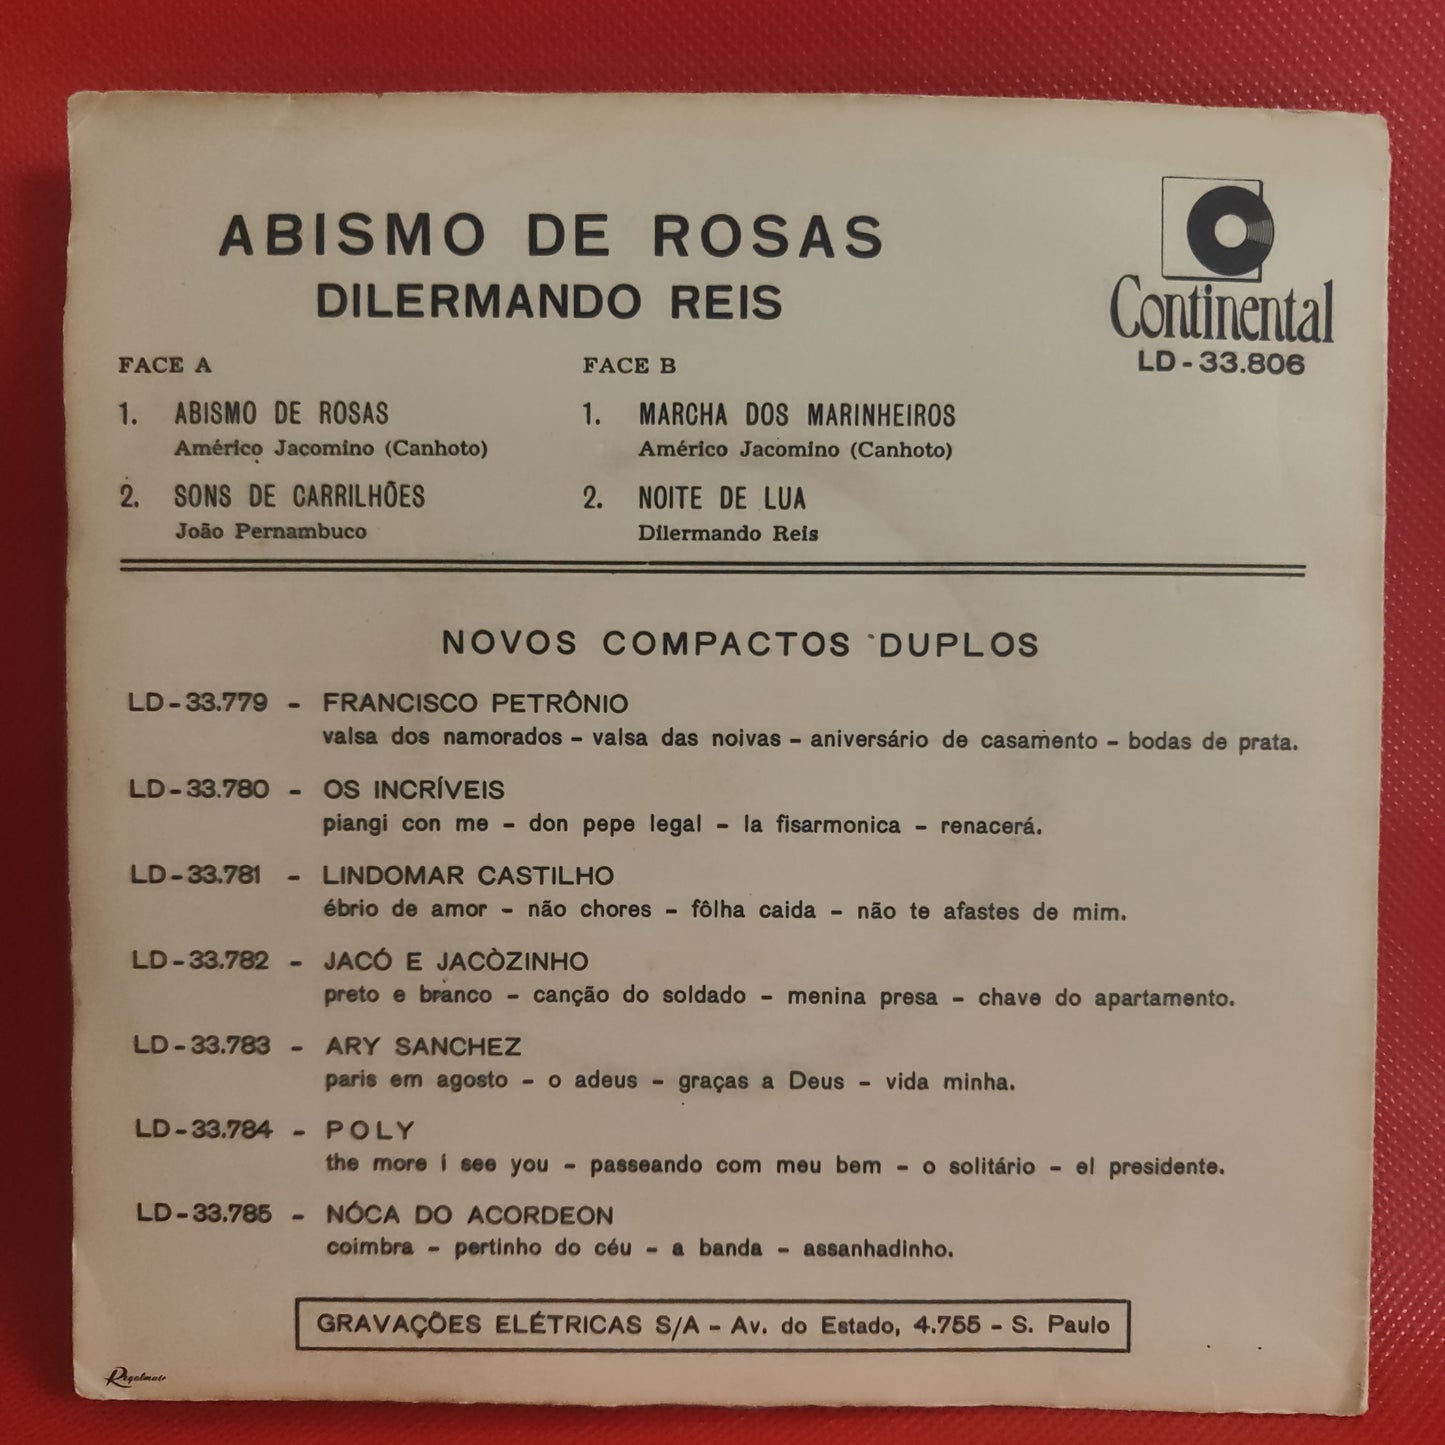 ABISMO DE ROSAS
DILERMANDO REIS
Continental
LD-33.806
FACE A
1. ABISMO DE ROSAS
Américo Jacomino (Canhoto)
2. SONS DE CARRILHÕES
João Pernambuco
FACE B
1. MARCHA DOS MARINHEIROS
Américo Jacomino (Canhoto)
2. NOITE DE LUA
Dilermando Reis
NOVOS COMPACTOS DUPLOS
LD-33.779 - FRANCISCO PETRÔNIO
valsa dos namorados - valsa das noivas - aniversário de casamento - bodas de prata.
LD-33.780 - OS INCRÍVEIS
piangi con me - don pepe legal - la fisarmonica - renacerá.
LD-33.781 - LINDOMAR CASTILHO
ébrio de amor - não chores - fôlha caida - não te afastes de mim.
LD-33.782 - JACÓ E JACÒZINHO
preto e branco - canção do soldado - menina presa - chave do apartamento.
LD-33.783 - ARY SANCHEZ
paris em agosto - o adeus - graças a Deus - vida minha.
LD-33.784 - POLY
the more i see you - passeando com meu bem - o solitário - el presidente.
LD-33.785 - NÓCA DO ACORDEON
coimbra - pertinho do céu - a banda - assanhadinho.
GRAVAÇÕES ELÉTRICAS S/A - Av. do Estado, 4.755 - S. Paulo